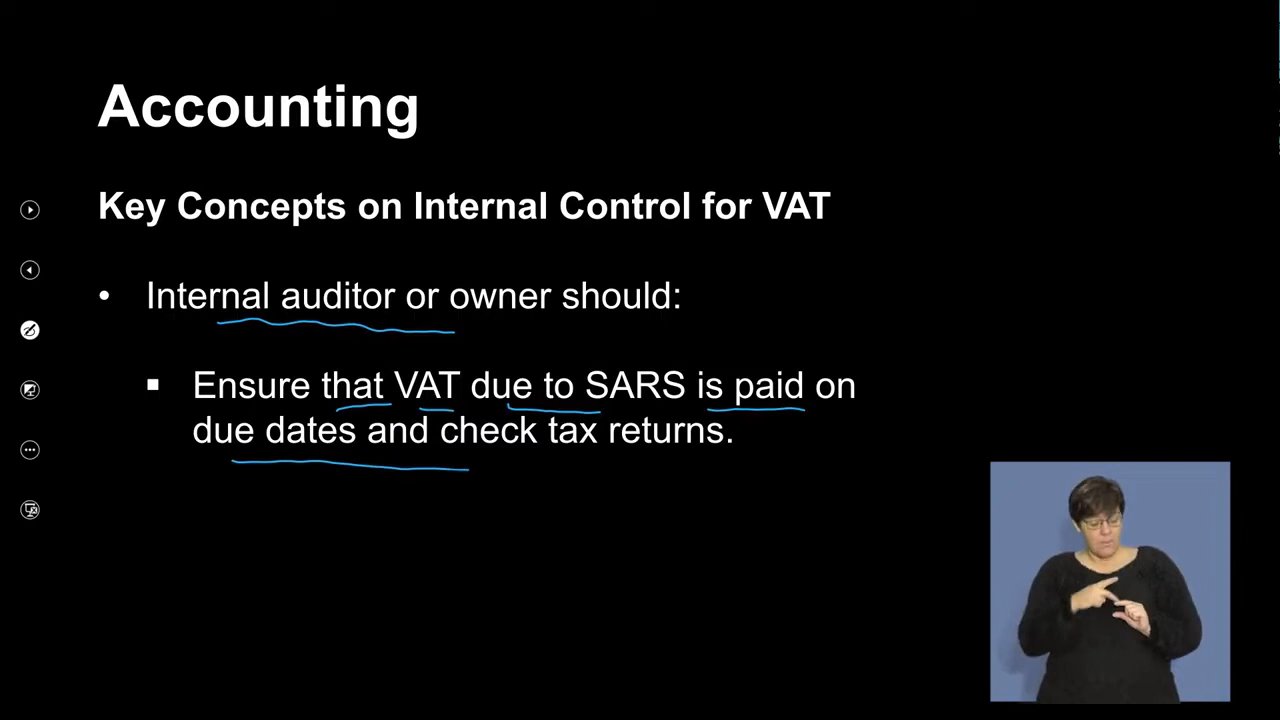 Accounting
Key Concepts on Internal Control for VAT
• Internal auditor or owner should:
▪ Ensure that VAT due to SARS is paid on
due dates and check tax returns.